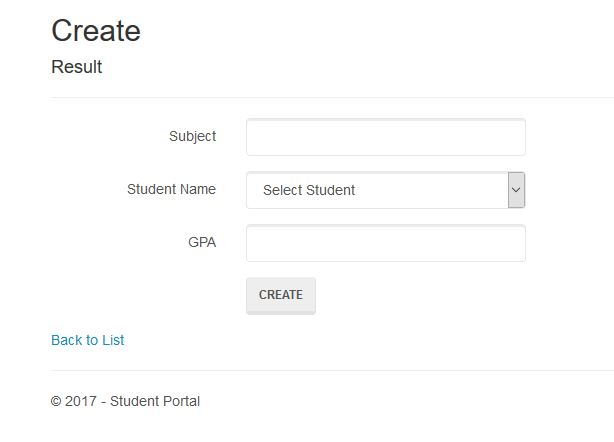 Create
Result
Subject
Student Name
Select Student
GPA
CREATE
Back to List
© 2017 - Student Portal